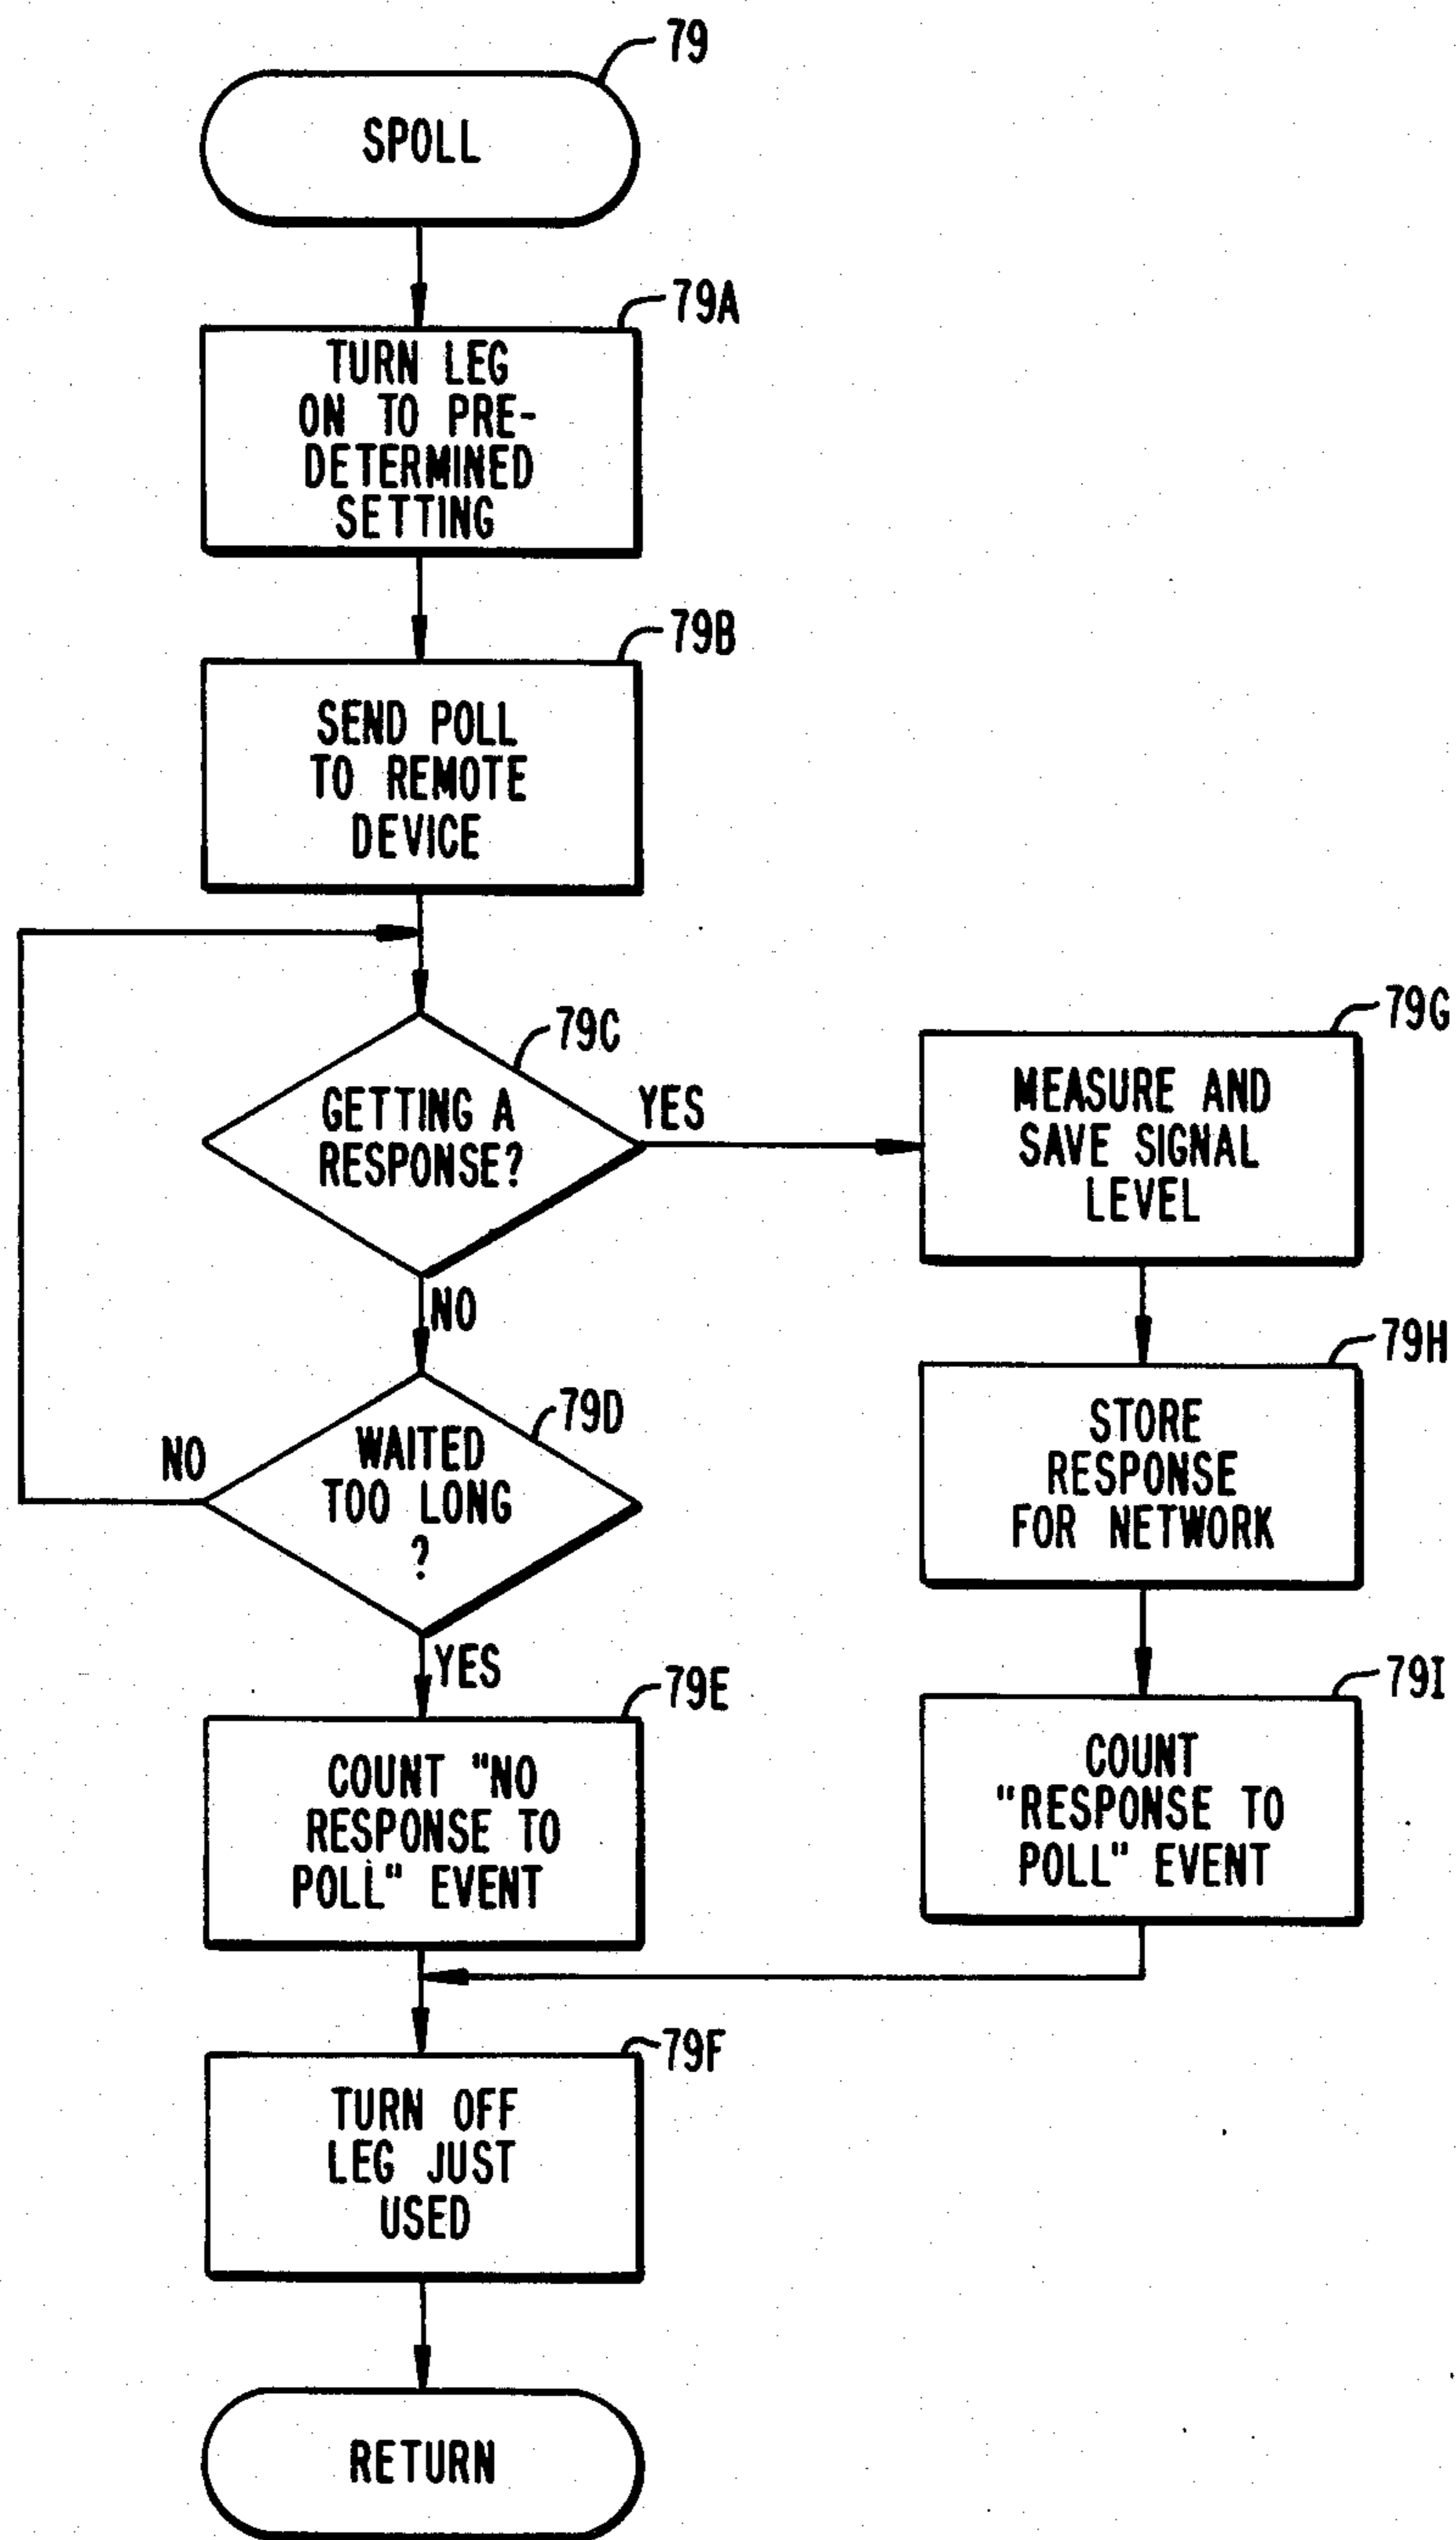 79
SPOLL
79A
TURN LEG
ON TO PRE-
DETERMINED
SETTING
79B
SEND POLL
TO REMOTE
DEVICE
79C
GETTING A
RESPONSE?
YES
NO
79G
MEASURE AND
SAVE SIGNAL
LEVEL
79D
WAITED
TOO LONG
?
NO
YES
79H
STORE
RESPONSE
FOR NETWORK
79E
COUNT "NO
RESPONSE TO
POLL" EVENT
79I
COUNT
"RESPONSE TO
POLL" EVENT
79F
TURN OFF
LEG JUST
USED
RETURN